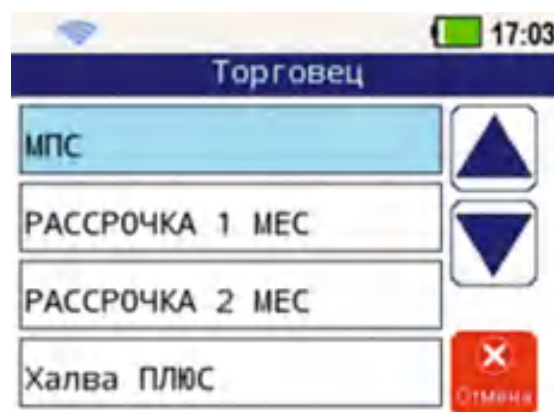 17:03
Торговец
МПС
РАССРОЧКА 1 МЕС
РАССРОЧКА 2 МЕС
Халва ПЛЮС
Отмена